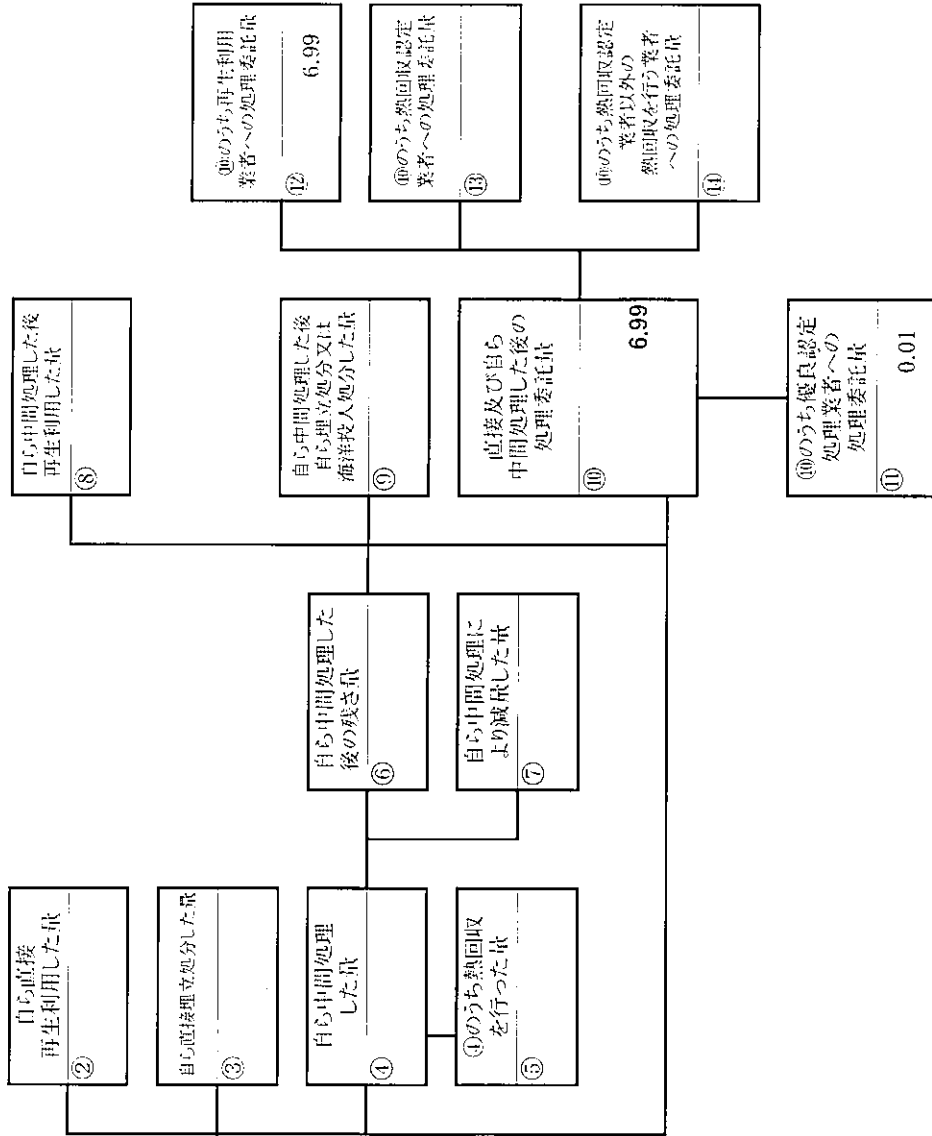 自ら直接
再生利用した量
②
自ら直接埋立処分した量
③
自ら中間処理
した量
④
④のうち熱回収
を行った量
⑤
自ら中間処理した
後の残さ量
⑥
自ら中間処理に
より減量した量
⑦
自ら中間処理した後
再生利用した量
⑧
自ら中間処理した後
自ら埋立処分又は
海洋投入処分した量
⑨
直接及び自ら
中間処理した後の
処理委託量
⑩
6.99
⑩のうち優良認定
処理業者への
処理委託量
⑪
0.01
⑩のうち再生利用
業者への処理委託量
⑫
6.99
⑩のうち熱回収認定
業者への処理委託量
⑬
⑩のうち熱回収認定
業者以外の
熱回収を行う業者
への処理委託量
⑭